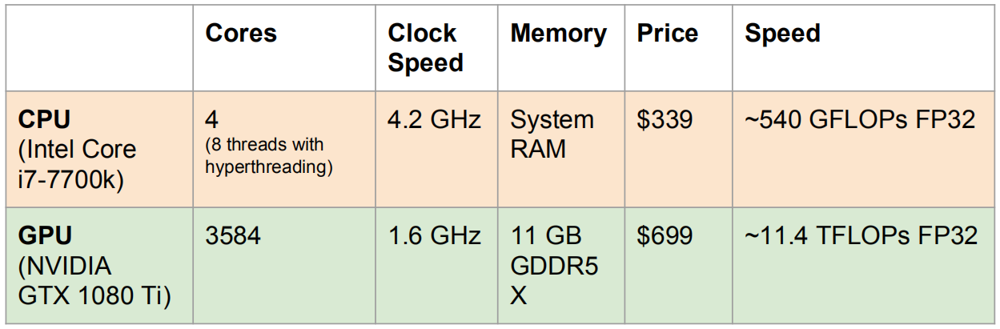 Cores
Clock
Speed
Memory
Price
Speed
CPU
(Intel Core
i7-7700k)
4
(8 threads with
hyperthreading)
4.2 GHz
System
RAM
$339
~540 GFLOPs FP32
GPU
(NVIDIA
GTX 1080 Ti)
3584
1.6 GHz
11 GB
GDDR5
X
$699
~11.4 TFLOPs FP32